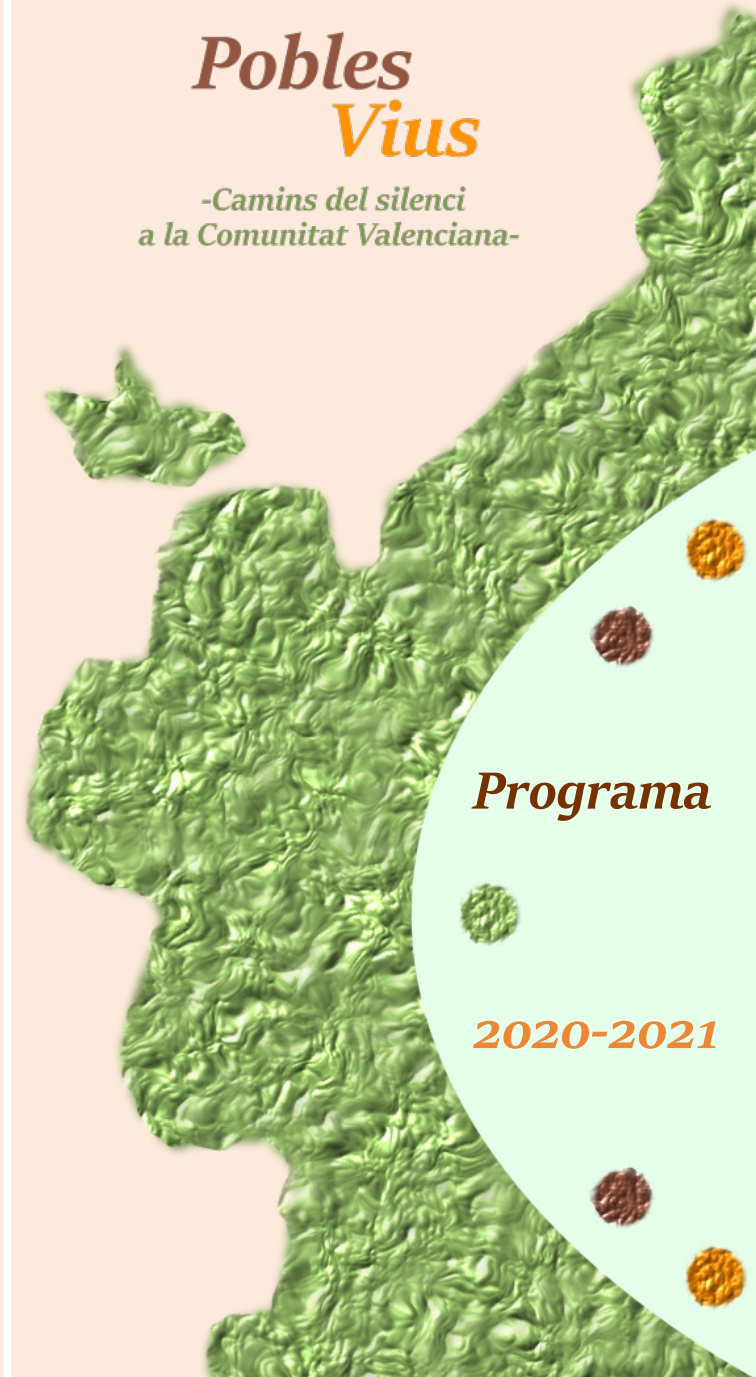 Pobles
Vius
-Camins del silenci
a la Comunitat Valenciana-
Programa
2020-2021